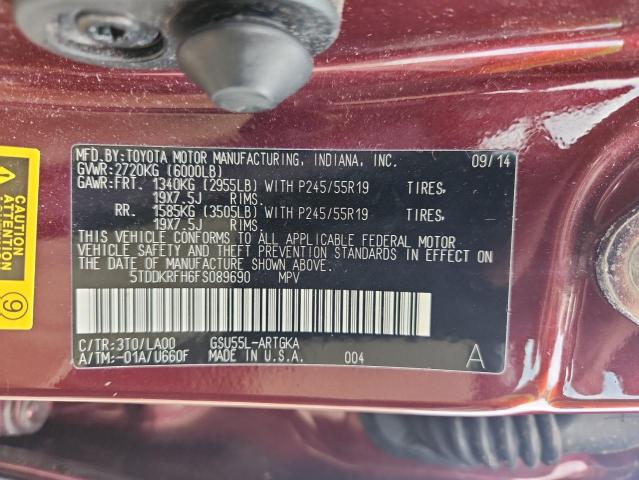 MFD.BY:TOYOTA MOTOR MANUFACTURING, INDIANA, INC. 09/14
GVWR:2720KG (6000LB)
GAWR:FRT. 1340KG (2955LB) WITH P245/55R19 TIRES,
19X7.5J RIMS.
RR. 1585KG (3505LB) WITH P245/55R19 TIRES,
19X7.5J RIMS.
THIS VEHICLE CONFORMS TO ALL APPLICABLE FEDERAL MOTOR
VEHICLE SAFETY AND THEFT PREVENTION STANDARDS IN EFFECT
ON THE DATE OF MANUFACTURE SHOWN ABOVE.
5TDDKRFH6FS089690 MPV
C/TR:3T0/LA00 GSU55L-ARTGKA
A/TM:-01A/U660F MADE IN U.S.A. 004 A
ATTENTION
ATTENTION